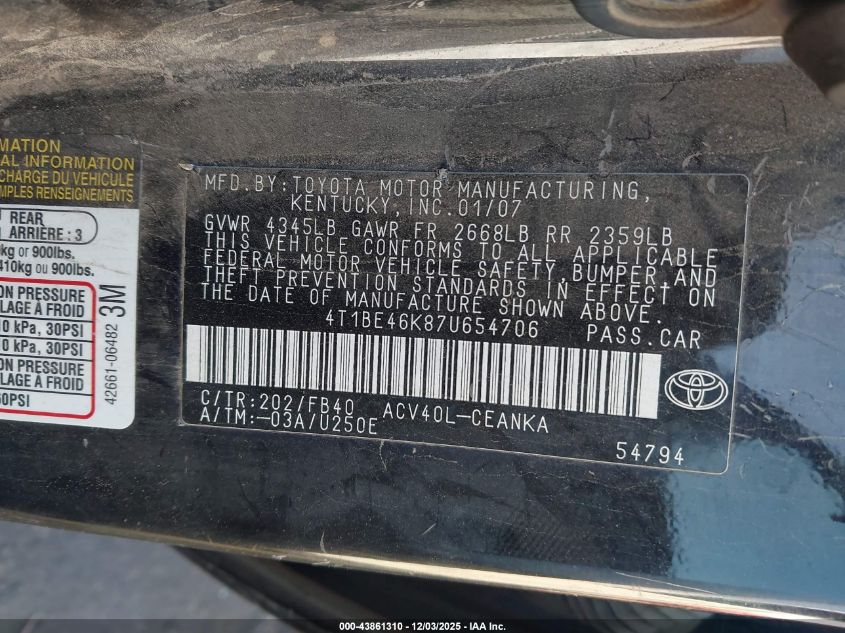 MATION
AL INFORMATION
CHARGE DU VÉHICULE
MPLES RENSEIGNEMENTS
REAR
ARRIÈRE : 3
kg or 900lbs.
410kg ou 900lbs.
ON PRESSURE
LAGE À FROID
0 kPa, 30PSI
0 kPa, 30PSI
ON PRESSURE
LAGE À FROID
60PSI
42661-06482 3M
MFD.BY:TOYOTA MOTOR MANUFACTURING,
KENTUCKY, INC.01/07
GVWR 4345LB GAWR FR 2668LB RR 2359LB
THIS VEHICLE CONFORMS TO ALL APPLICABLE
FEDERAL MOTOR VEHICLE SAFETY,BUMPER,AND
THEFT PREVENTION STANDARDS IN EFFECT ON
THE DATE OF MANUFACTURE SHOWN ABOVE.
4T1BE46K87U654706 PASS.CAR
C/TR:202/FB40 ACV40L-CEANKA
A/TM:-03A/U250E
TOYOTA
54794
000-43861310 - 12/03/2025 - IAA Inc.